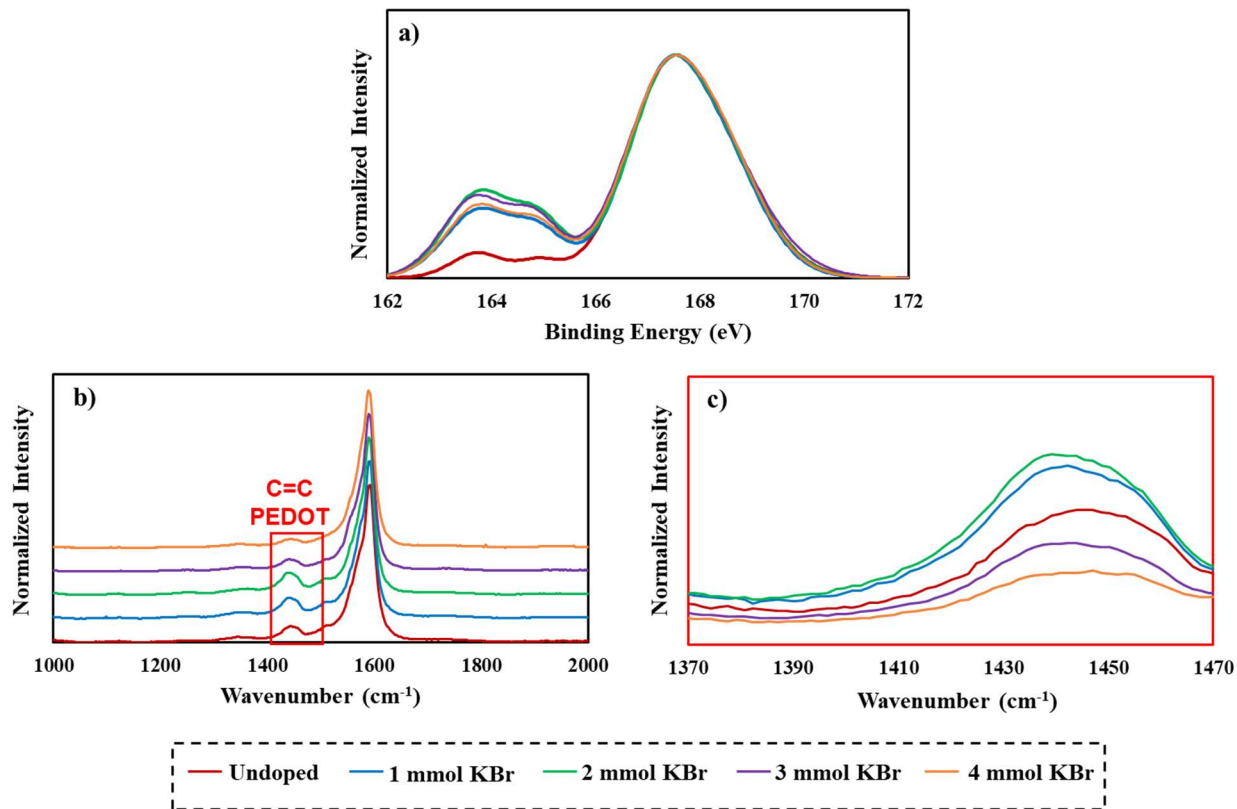 a)
Normalized Intensity
162 164 166 168 170 172
Binding Energy (eV)
b)
Normalized Intensity
C=C
PEDOT
1000 1200 1400 1600 1800 2000
Wavenumber (cm⁻¹)
c)
Normalized Intensity
1370 1390 1410 1430 1450 1470
Wavenumber (cm⁻¹)
Undoped 1 mmol KBr 2 mmol KBr 3 mmol KBr 4 mmol KBr